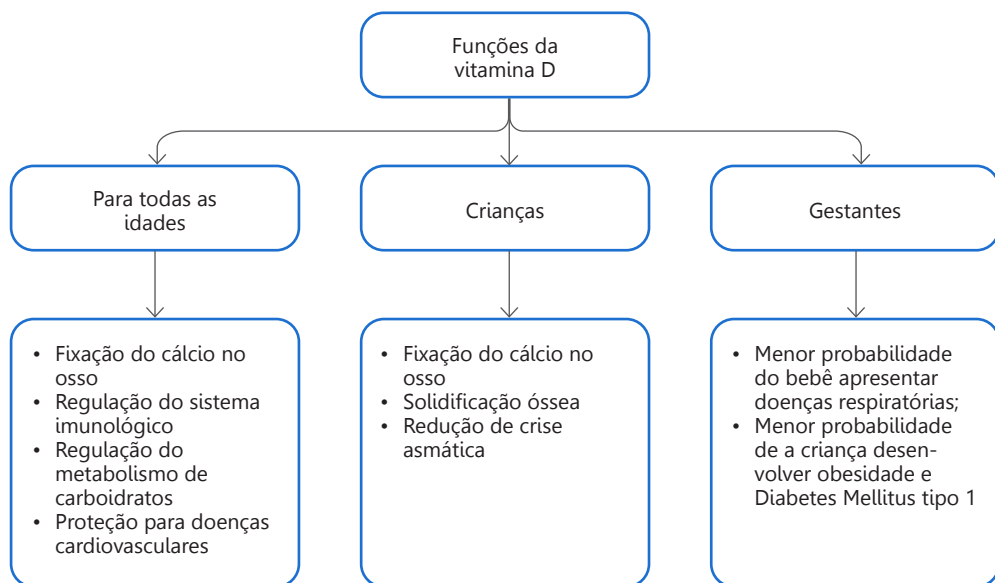 Funções da
vitamina D
Para todas as
idades
Crianças
Gestantes
• Fixação do cálcio no
osso
• Regulação do sistema
imunológico
• Regulação do
metabolismo de
carboidratos
• Proteção para doenças
cardiovasculares
• Fixação do cálcio no
osso
• Solidificação óssea
• Redução de crise
asmática
• Menor probabilidade
do bebê apresentar
doenças respiratórias;
• Menor probabilidade
de a criança desen-
volver obesidade e
Diabetes Mellitus tipo 1